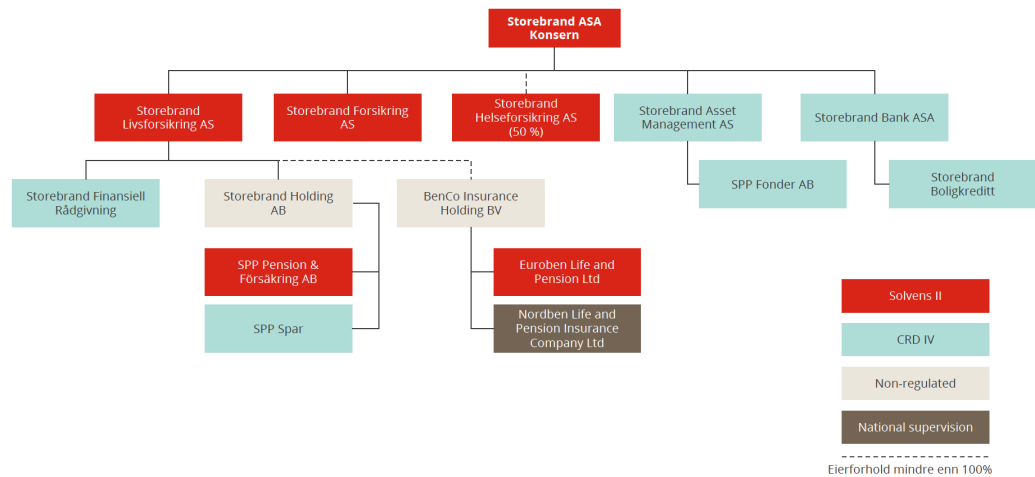 Storebrand ASA
Konsern
Storebrand
Livsforsikring AS
Storebrand Forsikring
AS
Storebrand
Helseforsikring AS
(50 %)
Storebrand Asset
Management AS
Storebrand Bank ASA
Storebrand Finansiell
Rådgivning
Storebrand Holding
AB
BenCo Insurance
Holding BV
SPP Fonder AB
Storebrand
Boligkreditt
SPP Pension &
Försäkring AB
Euroben Life and
Pension Ltd
SPP Spar
Nordben Life and
Pension Insurance
Company Ltd
Solvens II
CRD IV
Non-regulated
National supervision
Eierforhold mindre enn 100%